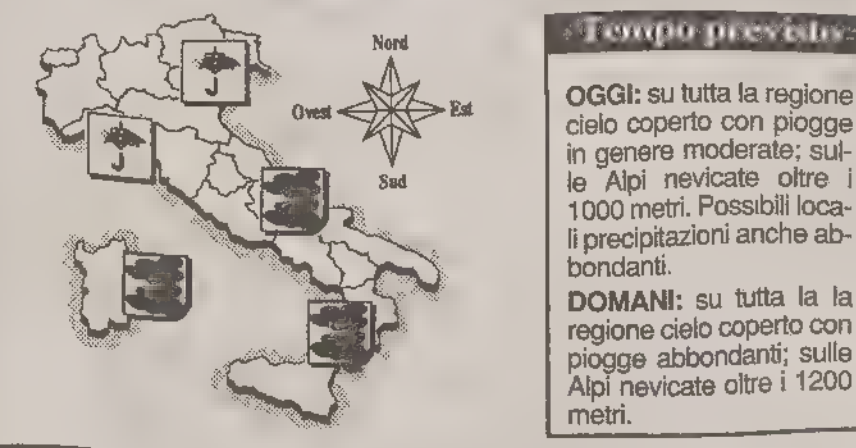 Nord
Ovest
Est
Sud
Tempo previsto
OGGI: su tutta la regione
cielo coperto con piogge
in genere moderate; sul-
le Alpi nevicate oltre i
1000 metri. Possibili loca-
li precipitazioni anche ab-
bondanti.
DOMANI: su tutta la la
regione cielo coperto con
piogge abbondanti; sulle
Alpi nevicate oltre i 1200
metri.